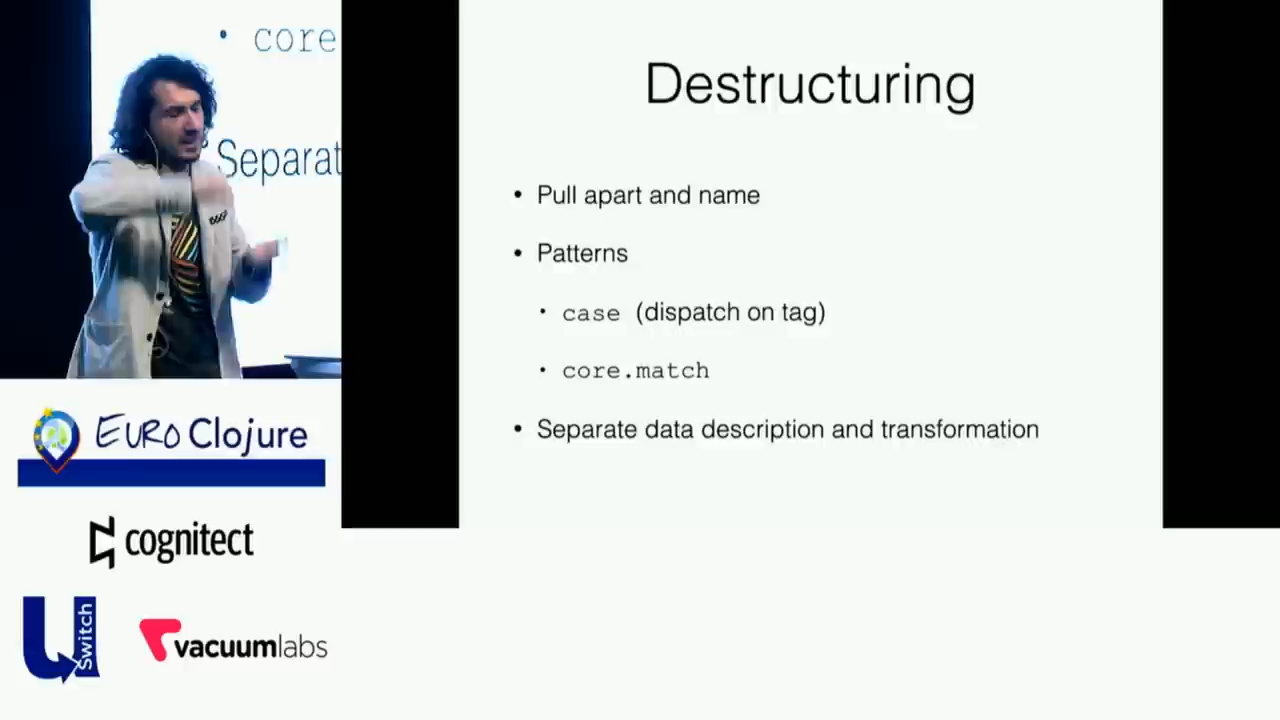 • core
Separat
Destructuring
• Pull apart and name
• Patterns
• case (dispatch on tag)
• core.match
• Separate data description and transformation
EURO Clojure
cognitect
uSwitch
vacuumlabs